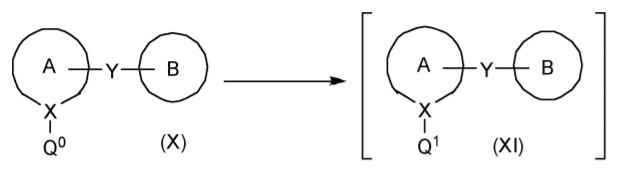 A Y B
X
Q⁰ (X)
A Y B
X
Q¹ (XI)